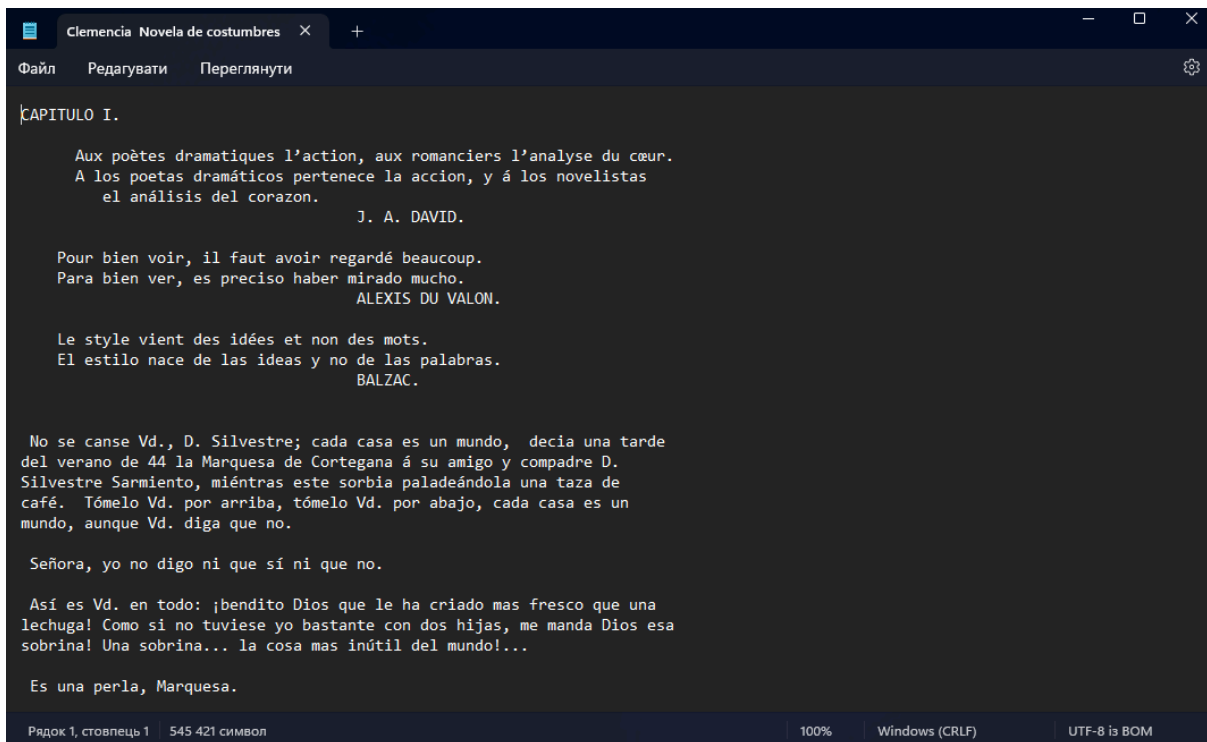 Clemencia  Novela de costumbres
Файл Редагувати Переглянути
CAPITULO I.
Aux poètes dramatiques l’action, aux romanciers l’analyse du cœur.
A los poetas dramáticos pertenece la accion, y á los novelistas
el análisis del corazon.
J. A. DAVID.
Pour bien voir, il faut avoir regardé beaucoup.
Para bien ver, es preciso haber mirado mucho.
ALEXIS DU VALON.
Le style vient des idées et non des mots.
El estilo nace de las ideas y no de las palabras.
BALZAC.
No se canse Vd., D. Silvestre; cada casa es un mundo,  decia una tarde
del verano de 44 la Marquesa de Cortegana á su amigo y compadre D.
Silvestre Sarmiento, miéntras este sorbia paladeándola una taza de
café.  Tómelo Vd. por arriba, tómelo Vd. por abajo, cada casa es un
mundo, aunque Vd. diga que no.
Señora, yo no digo ni que sí ni que no.
Así es Vd. en todo: ¡bendito Dios que le ha criado mas fresco que una
lechuga! Como si no tuviese yo bastante con dos hijas, me manda Dios esa
sobrina! Una sobrina... la cosa mas inútil del mundo!...
Es una perla, Marquesa.
Рядок 1, стовпець 1 545 421 символ 100% Windows (CRLF) UTF-8 із BOM